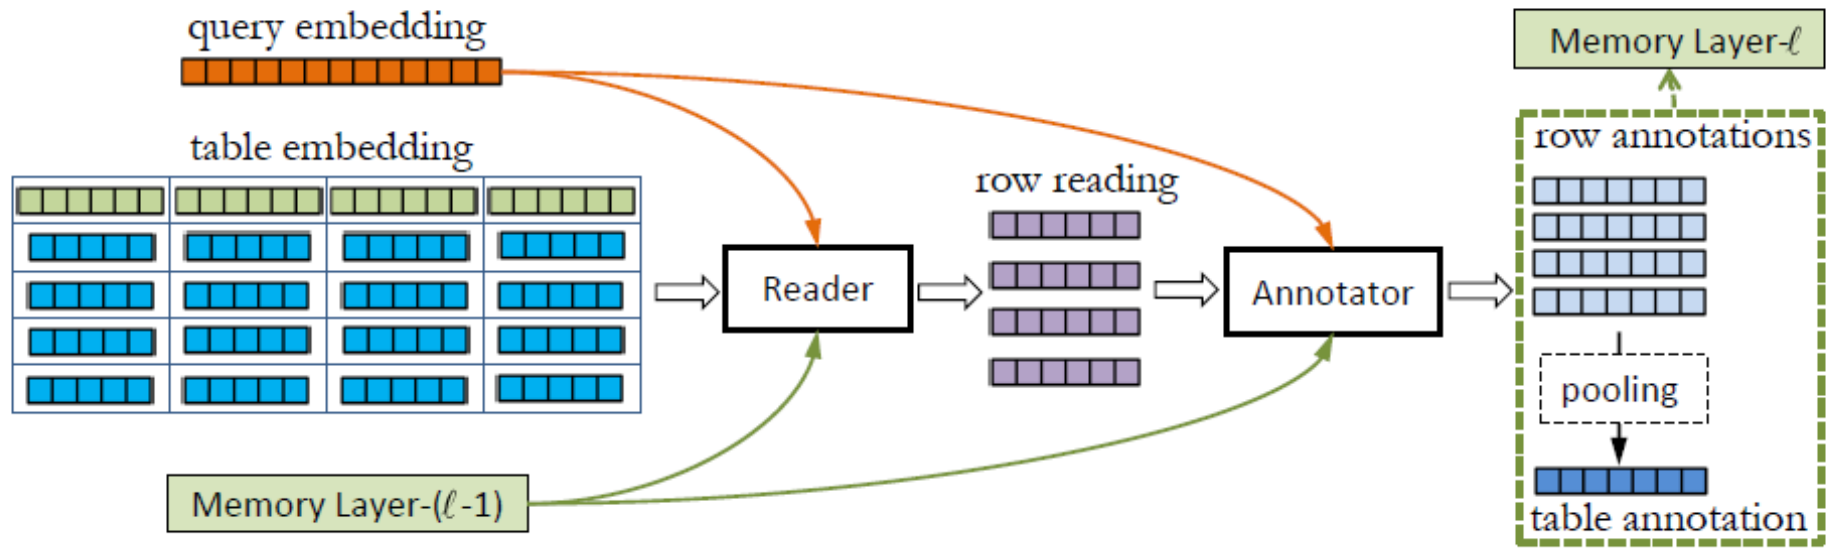 query embedding
table embedding
Memory Layer-(ℓ-1)
Reader
row reading
Annotator
Memory Layer-ℓ
row annotations
pooling
table annotation